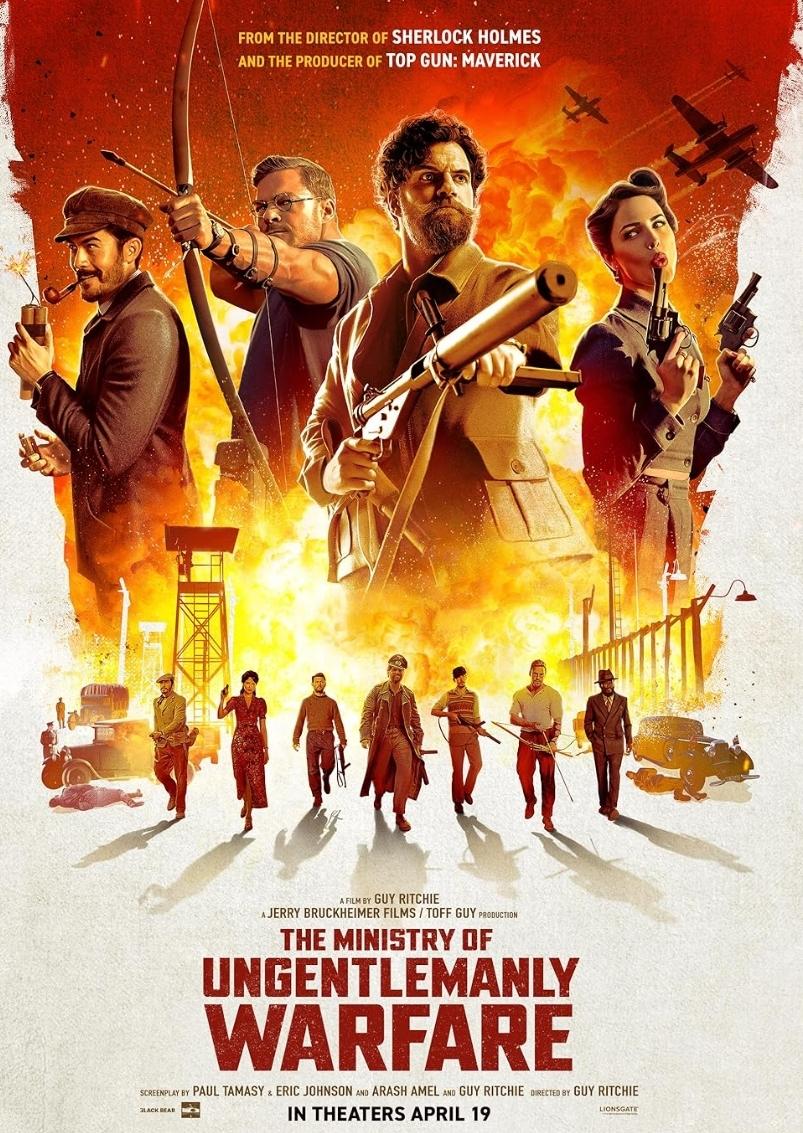 FROM THE DIRECTOR OF SHERLOCK HOLMES
AND THE PRODUCER OF TOP GUN: MAVERICK
A FILM BY GUY RITCHIE
A JERRY BRUCKHEIMER FILMS / TOFF GUY PRODUCTION
THE MINISTRY OF
UNGENTLEMANLY
WARFARE
SCREENPLAY BY PAUL TAMASY & ERIC JOHNSON AND ARASH AMEL AND GUY RITCHIE DIRECTED BY GUY RITCHIE
BLACK BEAR
IN THEATERS APRIL 19
LIONSGATE